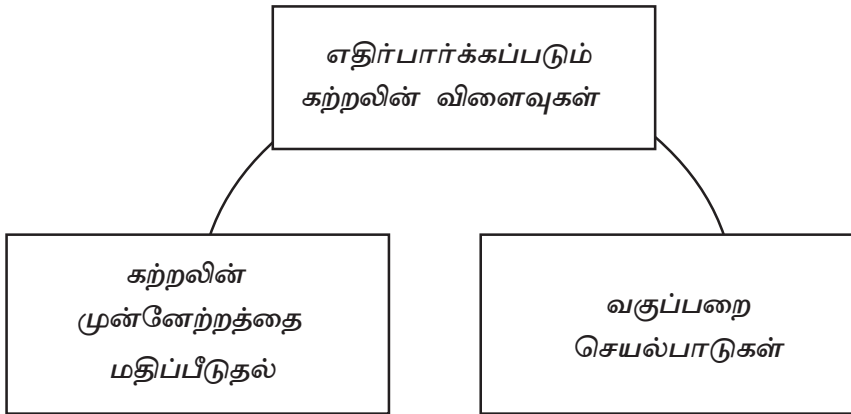 எதிர்பார்க்கப்படும்
கற்றலின் விளைவுகள்
கற்றலின்
முன்னேற்றத்தை
மதிப்பீடுதல்
வகுப்பறை
செயல்பாடுகள்